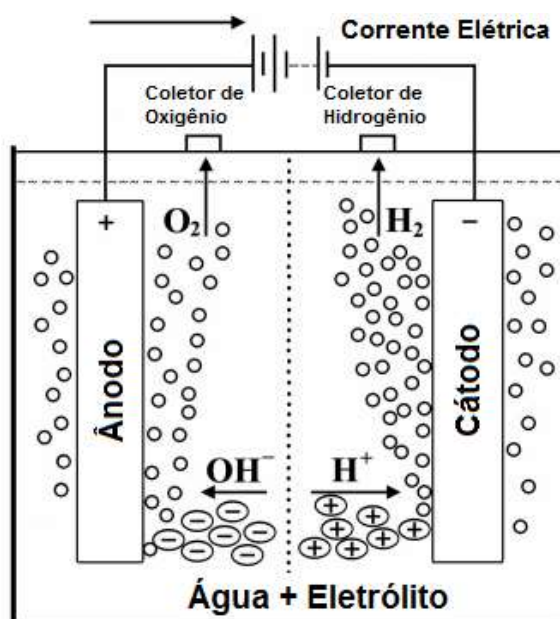 Corrente Elétrica
Coletor de
Oxigênio
Coletor de
Hidrogênio
+
−
O₂
H₂
Ânodo
Cátodo
OH⁻
H⁺
− − − − − − −
+ + + + + + +
Água + Eletrólito